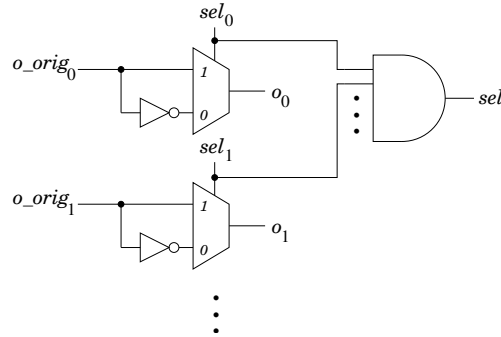 sel₀
o_orig₀
1
0
o₀
sel
sel₁
o_orig₁
1
0
o₁